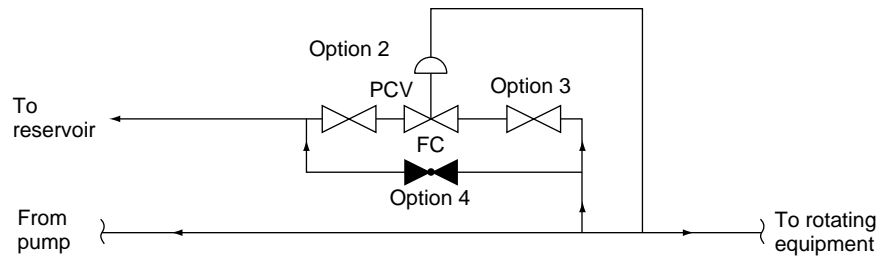 Option 2
PCV
Option 3
To
reservoir
FC
Option 4
From
pump
To rotating
equipment